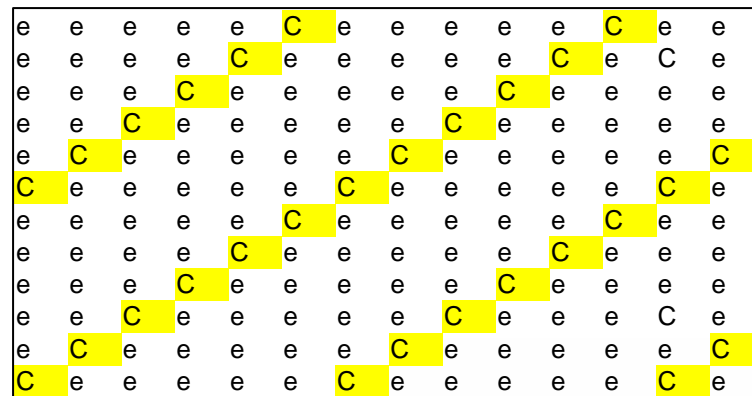 e e e e e C e e e e e C e e
e e e e C e e e e e C e C e
e e e C e e e e e C e e e e
e e C e e e e e C e e e e e
e C e e e e e C e e e e e C
C e e e e e C e e e e e C e
e e e e e C e e e e e C e e
e e e e C e e e e e C e e e
e e e C e e e e e C e e e e
e e C e e e e e C e e e C e
e C e e e e e C e e e e e C
C e e e e e C e e e e e C e